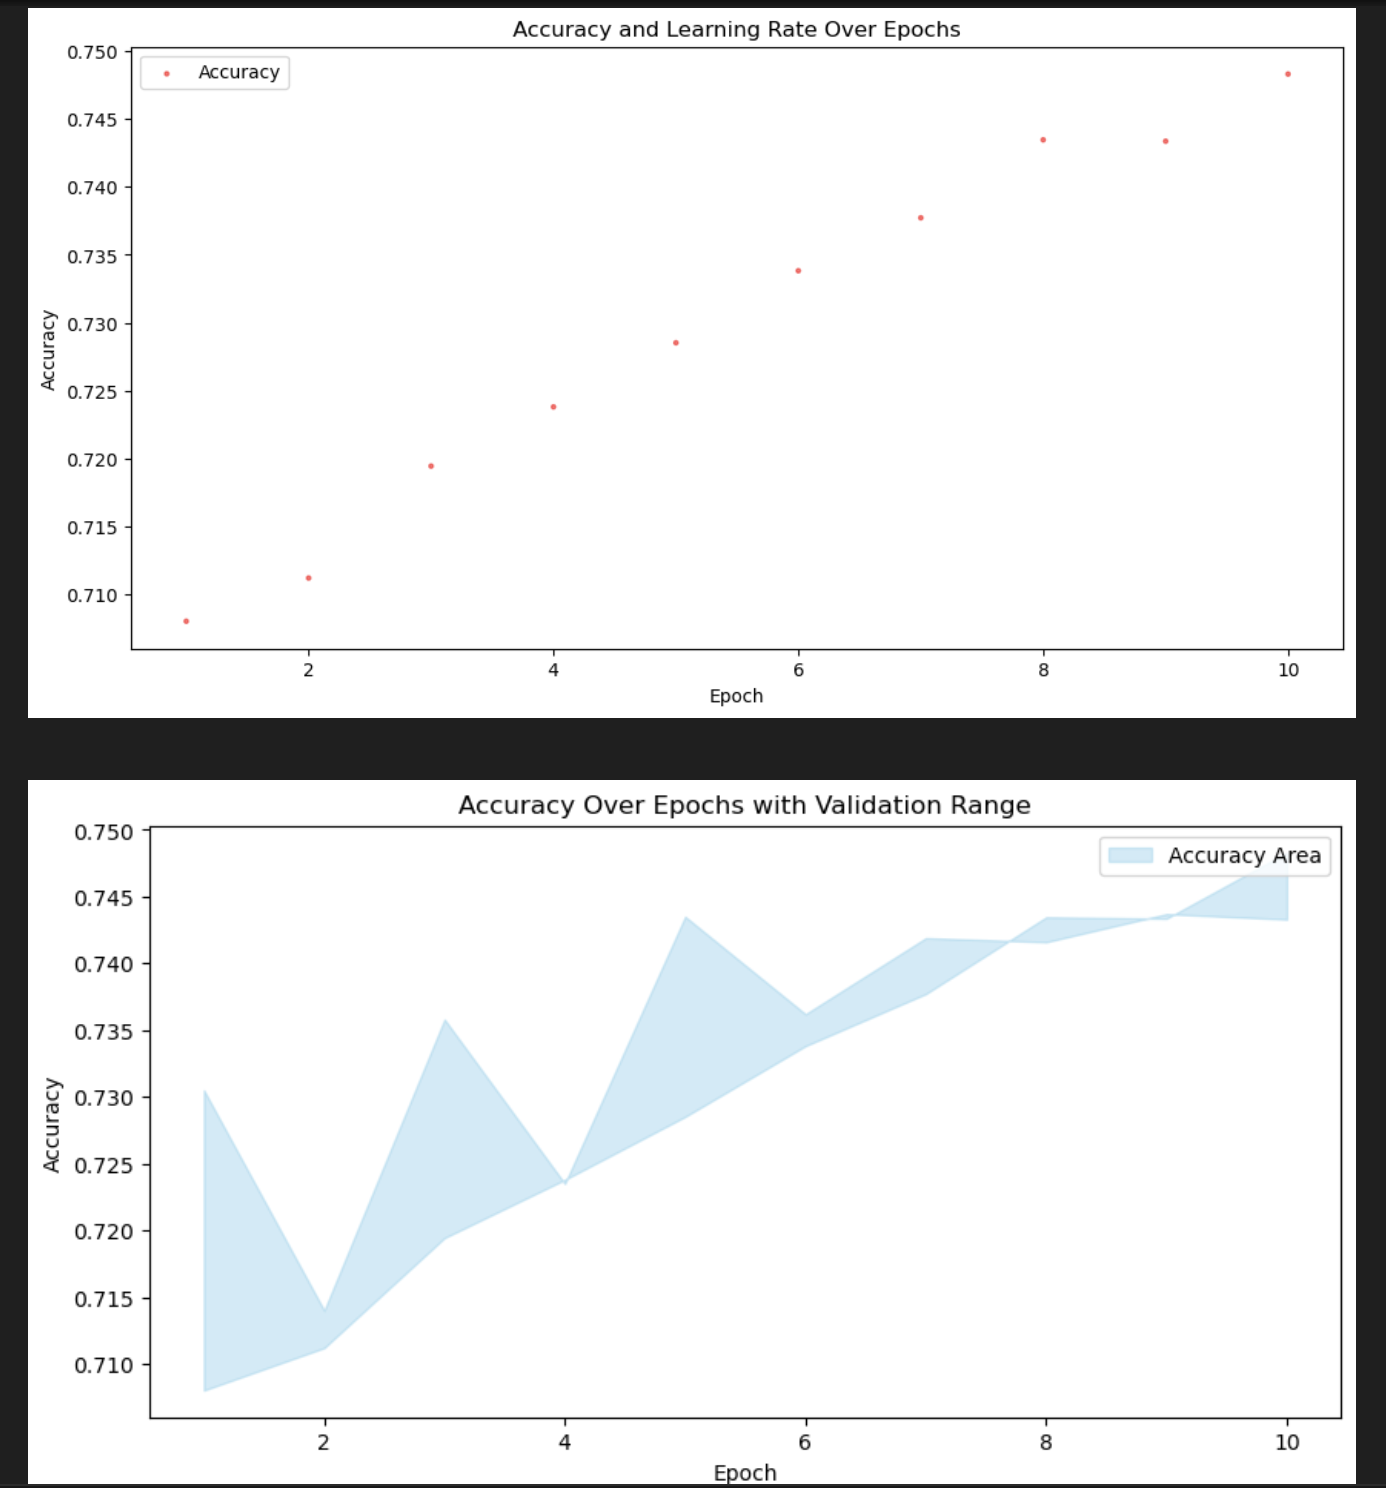 Accuracy and Learning Rate Over Epochs
0.750
Accuracy
0.745
0.740
0.735
0.730
Accuracy
0.725
0.720
0.715
0.710
2 4 6 8 10
Epoch
Accuracy Over Epochs with Validation Range
0.750
Accuracy Area
0.745
0.740
0.735
0.730
Accuracy
0.725
0.720
0.715
0.710
2 4 6 8 10
Epoch